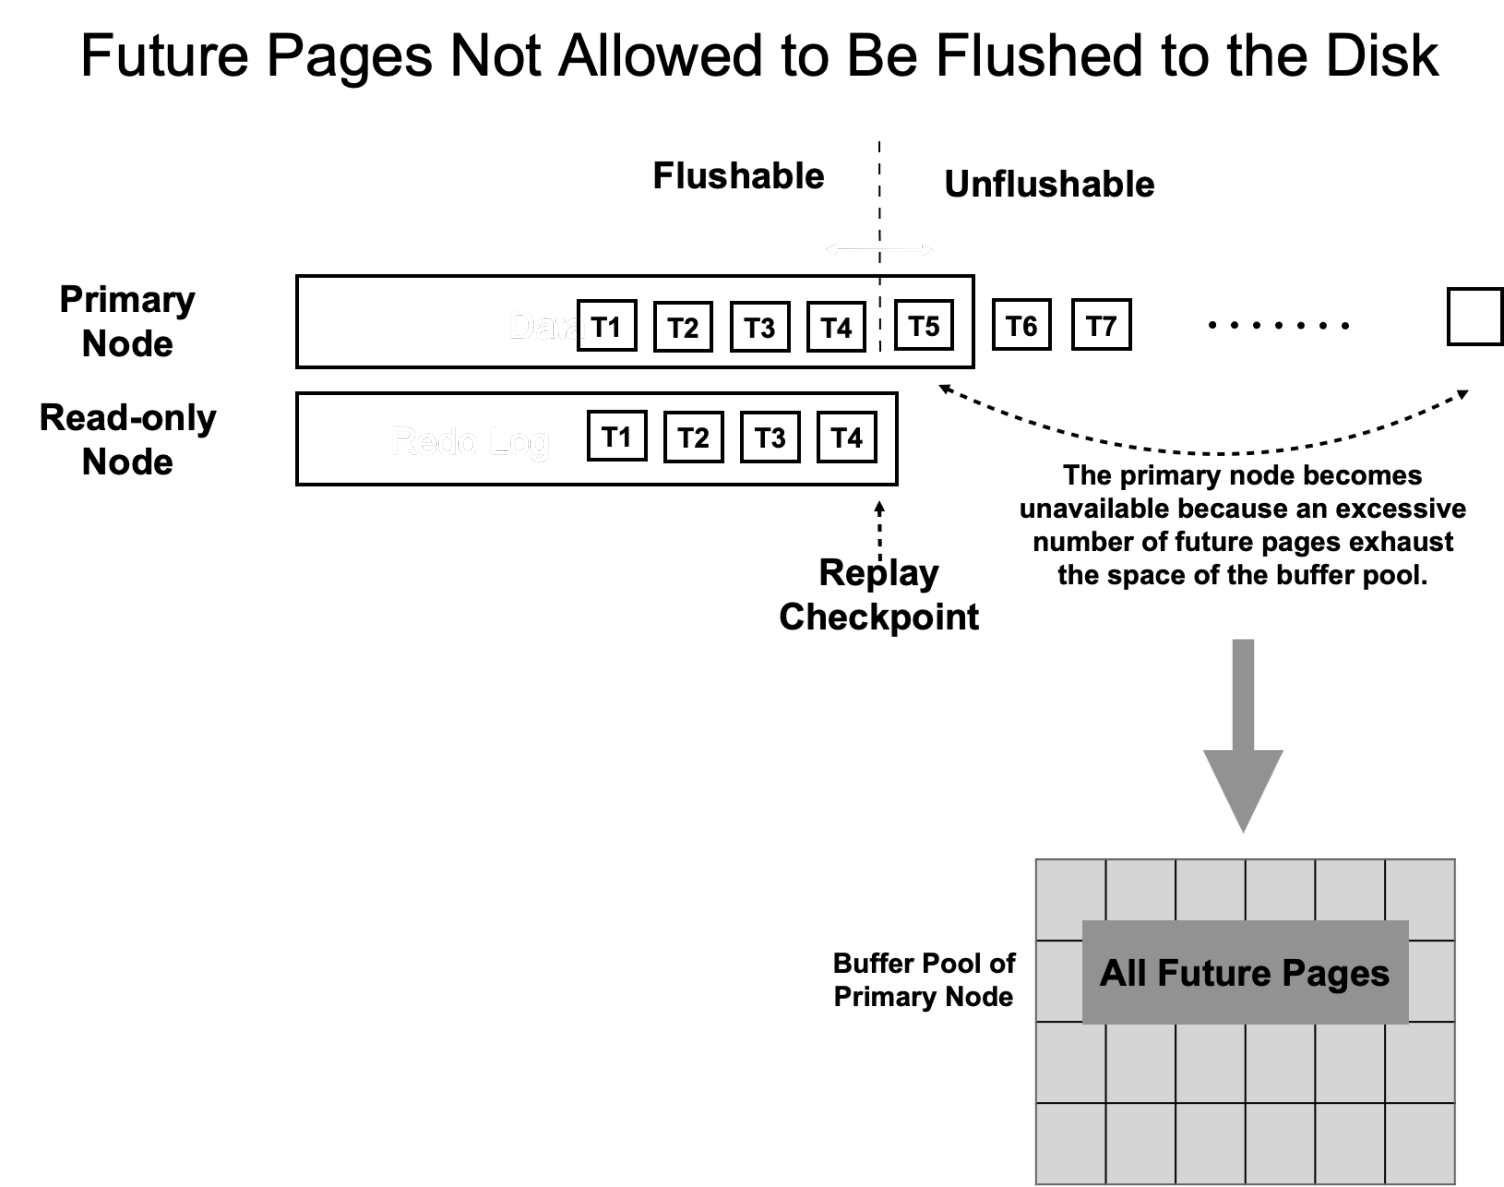 Future Pages Not Allowed to Be Flushed to the Disk
Flushable
Unflushable
Primary
Node
Data
T1 T2 T3 T4 T5 T6 T7
Read-only
Node
Redo Log
T1 T2 T3 T4
The primary node becomes
unavailable because an excessive
number of future pages exhaust
the space of the buffer pool.
Replay
Checkpoint
Buffer Pool of
Primary Node
All Future Pages